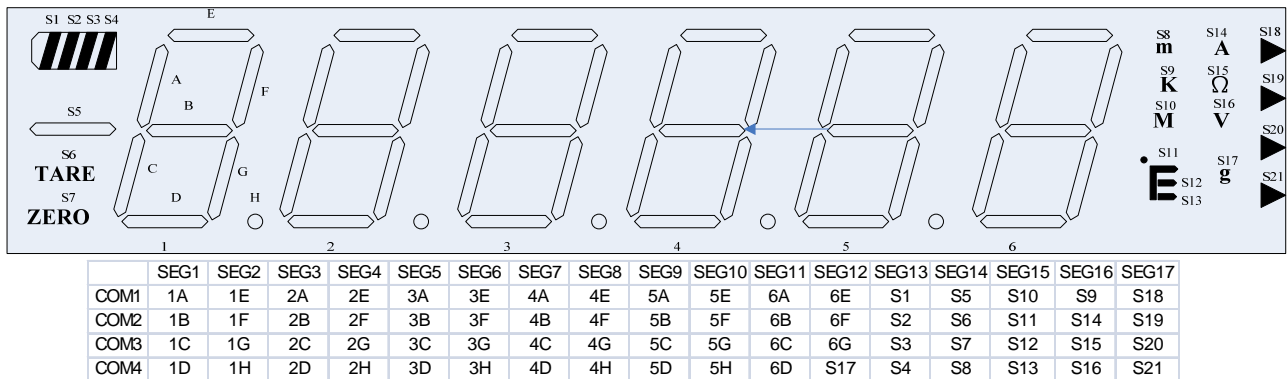 S1 S2 S3 S4
E
A
B
F
S5
S6
TARE
S7
ZERO
C
D
G
H
S8
m
S14
A
S18
S9
K
S15
Ω
S19
S10
M
S16
V
S20
S11
S12
S13
S17
g
S21
1 2 3 4 5 6
SEG1 SEG2 SEG3 SEG4 SEG5 SEG6 SEG7 SEG8 SEG9 SEG10 SEG11 SEG12 SEG13 SEG14 SEG15 SEG16 SEG17
COM1 1A 1E 2A 2E 3A 3E 4A 4E 5A 5E 6A 6E S1 S5 S10 S9 S18
COM2 1B 1F 2B 2F 3B 3F 4B 4F 5B 5F 6B 6F S2 S6 S11 S14 S19
COM3 1C 1G 2C 2G 3C 3G 4C 4G 5C 5G 6C 6G S3 S7 S12 S15 S20
COM4 1D 1H 2D 2H 3D 3H 4D 4H 5D 5H 6D S17 S4 S8 S13 S16 S21